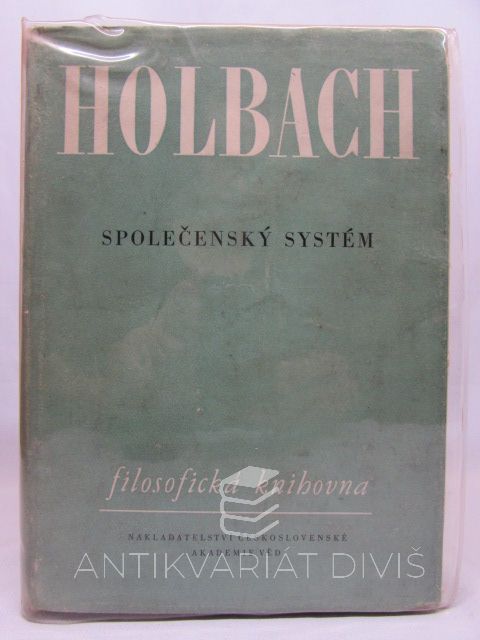 HOLBACH
SPOLEČENSKÝ SYSTÉM
filosofická knihovna
NAKLADATELSTVÍ ČESKOSLOVENSKÉ
AKADEMIE VĚD
ANTIKVARIÁT DIVIŠ